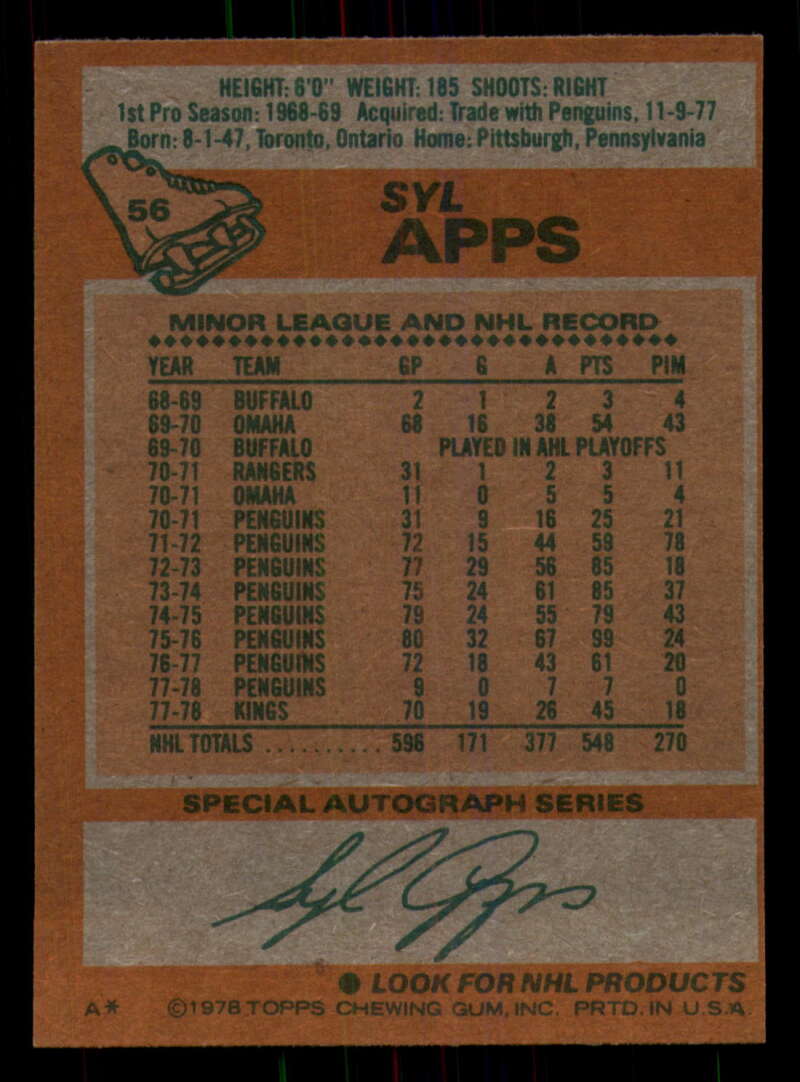 HEIGHT: 6'0" WEIGHT: 185 SHOOTS: RIGHT
1st Pro Season: 1968-69 Acquired: Trade with Penguins, 11-9-77
Born: 8-1-47, Toronto, Ontario Home: Pittsburgh, Pennsylvania
56
SYL
APPS
MINOR LEAGUE AND NHL RECORD
YEAR TEAM GP G A PTS PIM
68-69 BUFFALO 2 1 2 3 4
69-70 OMAHA 68 16 38 54 43
69-70 BUFFALO PLAYED IN AHL PLAYOFFS
70-71 RANGERS 31 1 2 3 11
70-71 OMAHA 11 0 5 5 4
70-71 PENGUINS 31 9 16 25 21
71-72 PENGUINS 72 15 44 59 78
72-73 PENGUINS 77 29 56 85 18
73-74 PENGUINS 75 24 61 85 37
74-75 PENGUINS 79 24 55 79 43
75-76 PENGUINS 80 32 67 99 24
76-77 PENGUINS 72 18 43 61 20
77-78 PENGUINS 9 0 7 7 0
77-78 KINGS 70 19 26 45 18
NHL TOTALS .......... 596 171 377 548 270
SPECIAL AUTOGRAPH SERIES
Syl Apps
● LOOK FOR NHL PRODUCTS
A* ©1978 TOPPS CHEWING GUM, INC. PRTD. IN U.S.A.